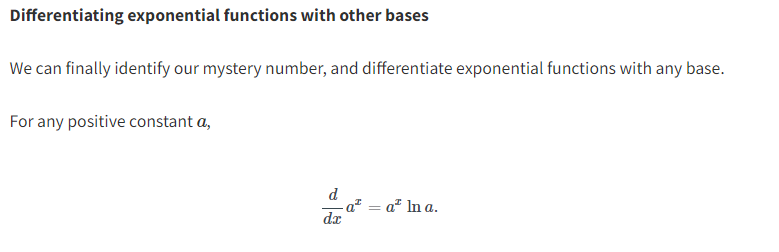 Differentiating exponential functions with other bases
We can finally identify our mystery number, and differentiate exponential functions with any base.
For any positive constant a,
d/dx a^x = a^x ln a.